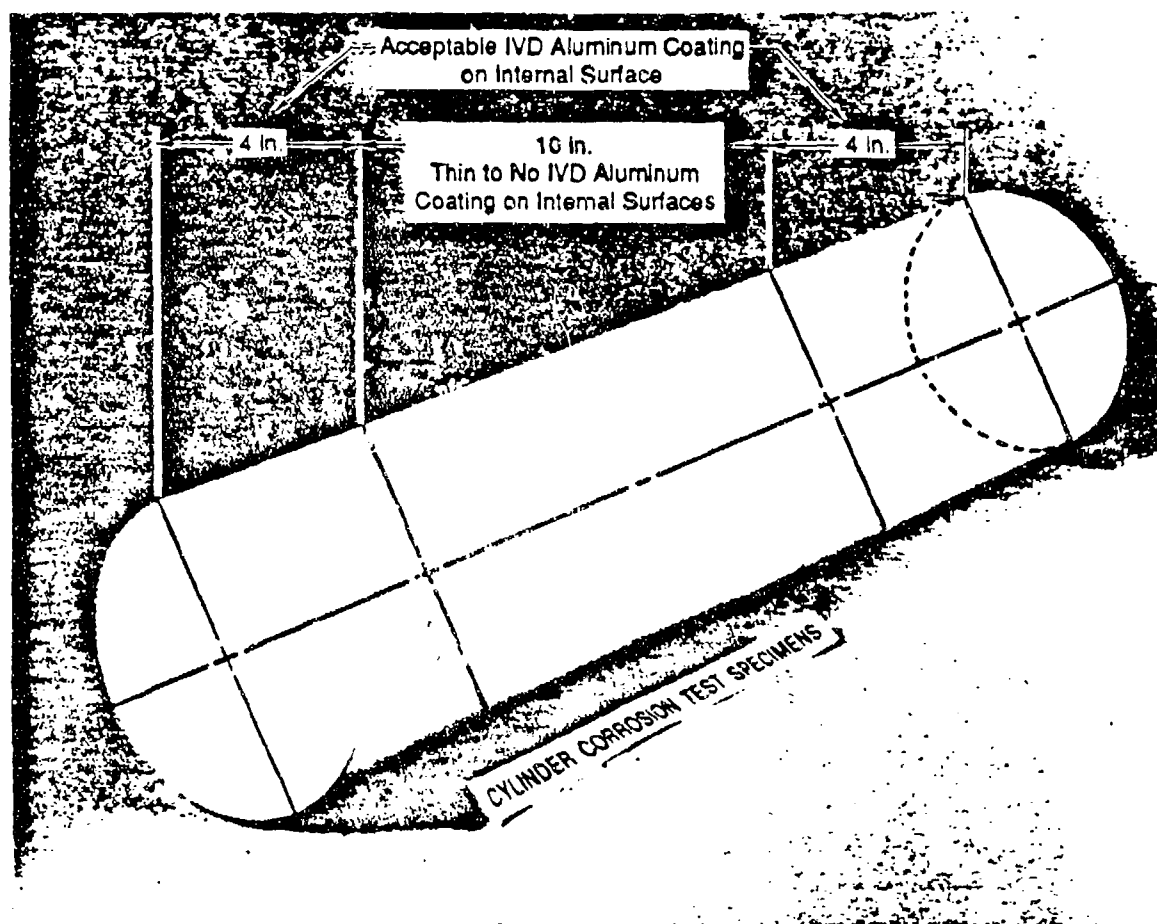 Acceptable IVD Aluminum Coating
on Internal Surface
4 in.
10 in.
4 in.
Thin to No IVD Aluminum
Coating on Internal Surfaces
CYLINDER CORROSION TEST SPECIMENS